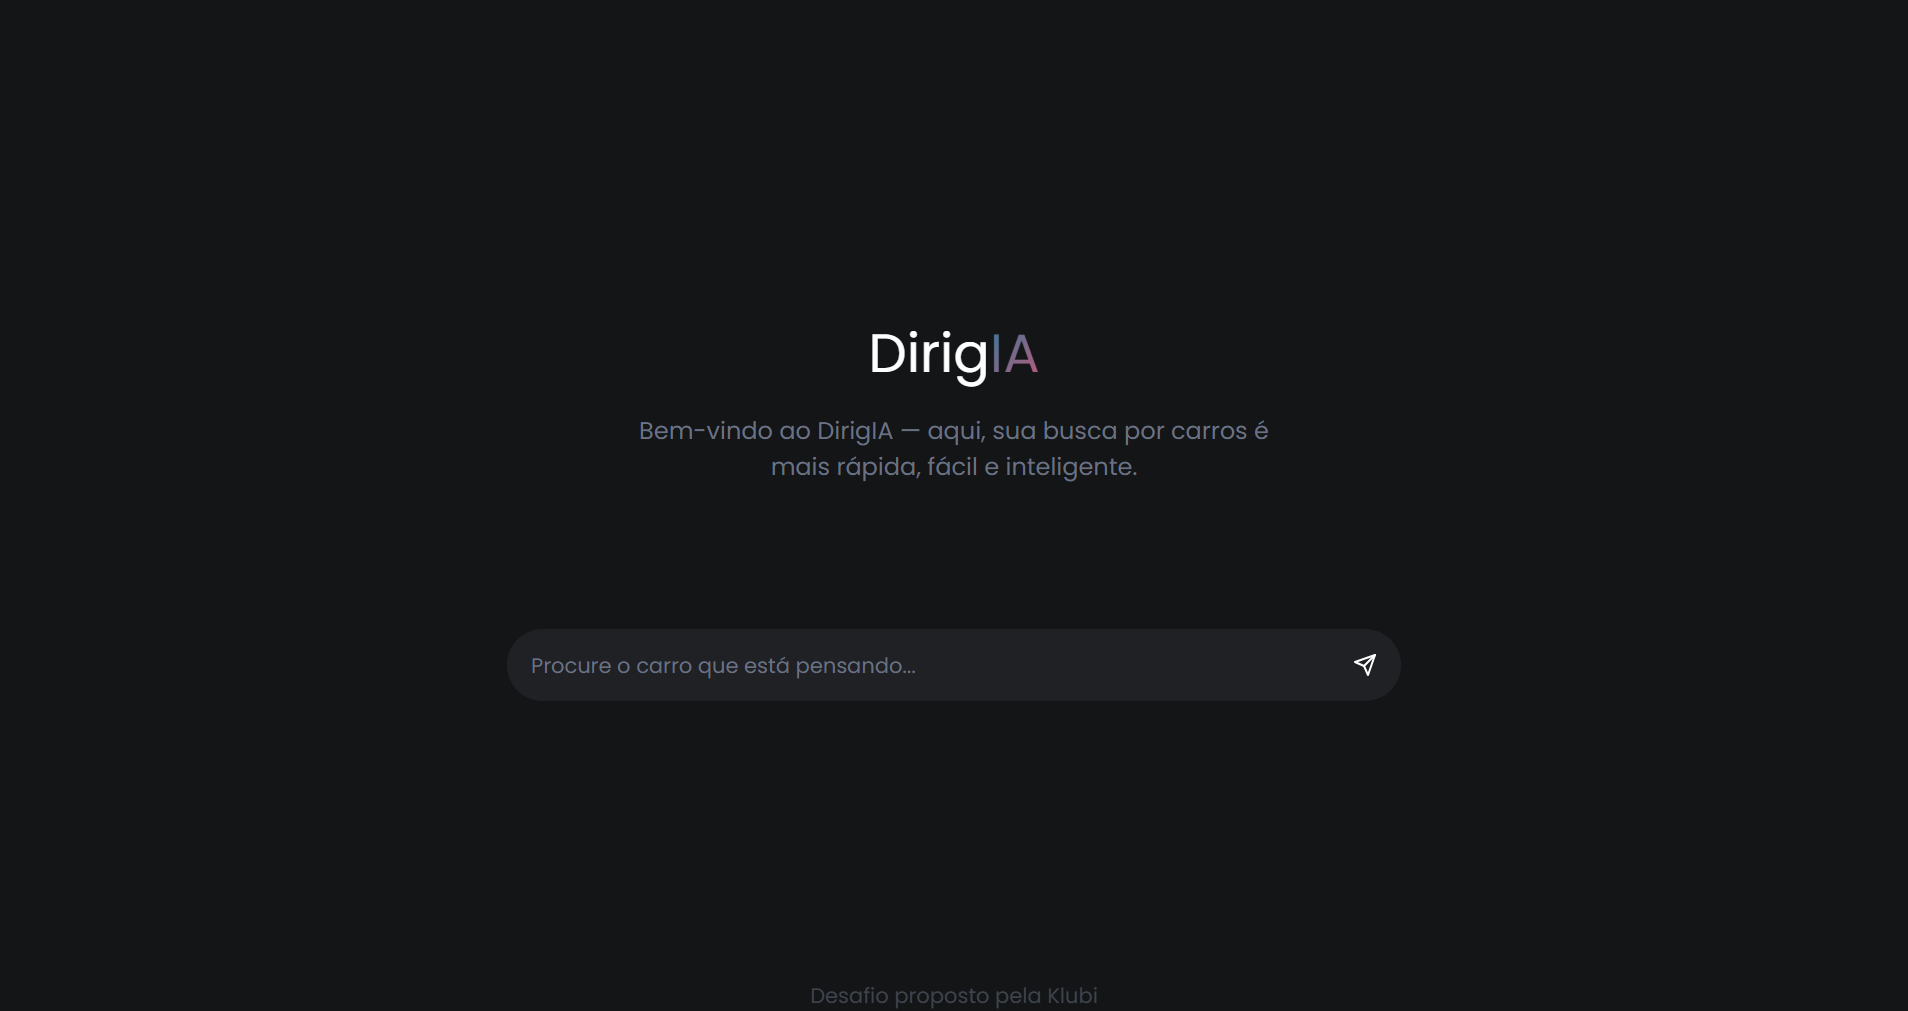 DirigIA
Bem-vindo ao DirigIA — aqui, sua busca por carros é
mais rápida, fácil e inteligente.
Procure o carro que está pensando...
Desafio proposto pela Klubi